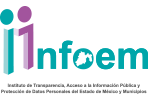 infoem
Instituto de Transparencia, Acceso a la Información Pública y
Protección de Datos Personales del Estado de México y Municipios